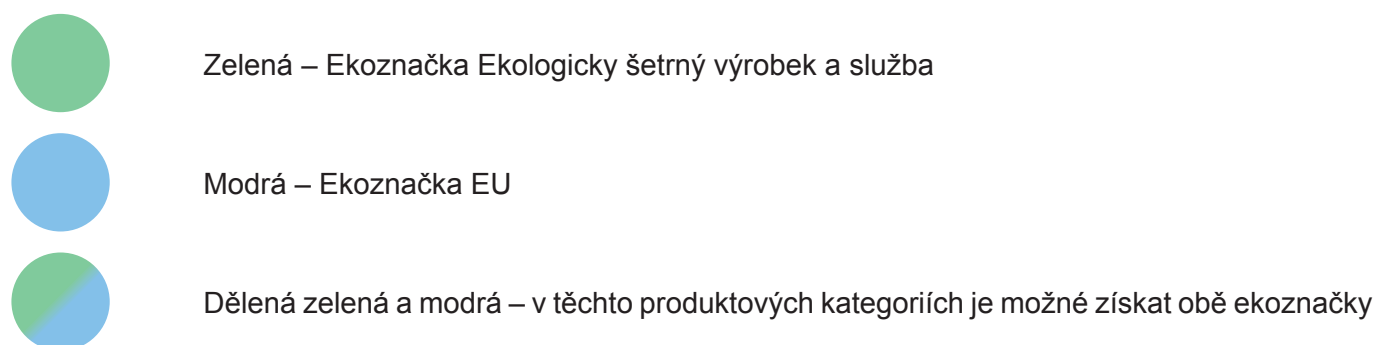 Zelená – Ekoznačka Ekologicky šetrný výrobek a služba
Modrá – Ekoznačka EU
Dělená zelená a modrá – v těchto produktových kategoriích je možné získat obě ekoznačky